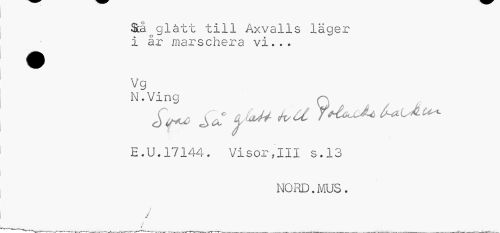 Så glatt till Axvalls läger
i år marschera vi...
Vg
N.Ving
Så glatt till Polacksbacken
E.U.17144. Visor,III s.13
NORD.MUS.